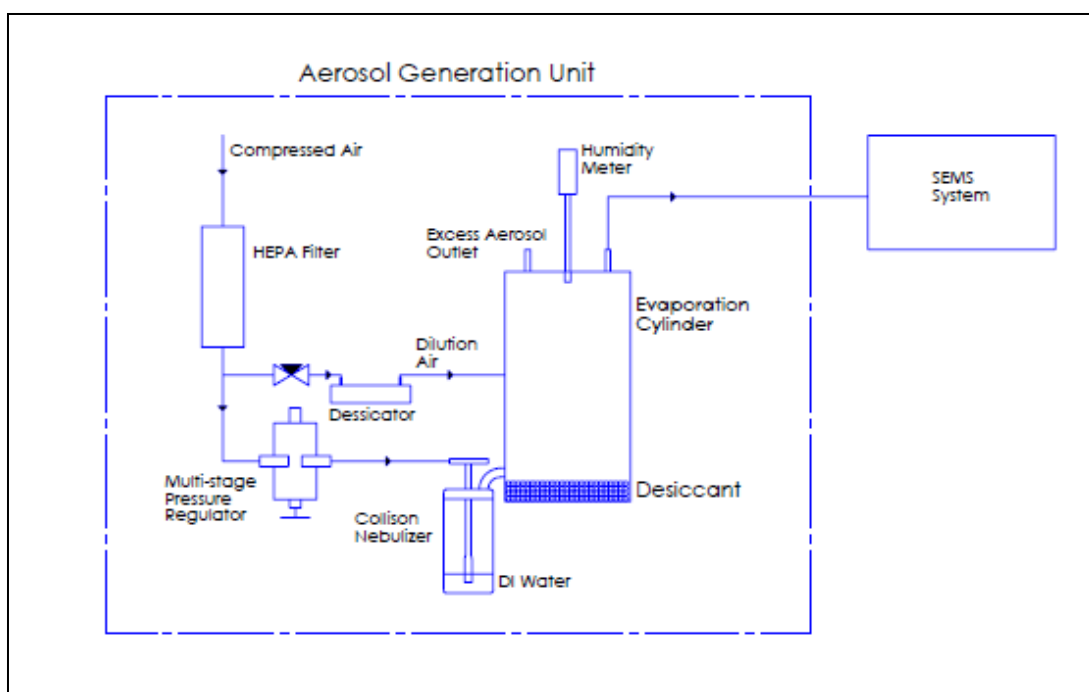 Aerosol Generation Unit
Compressed Air
Humidity
Meter
SEMS
System
Excess Aerosol
Outlet
HEPA Filter
Evaporation
Cylinder
Dilution
Air
Dessicator
Multi-stage
Pressure
Regulator
Desiccant
Collison
Nebulizer
DI Water